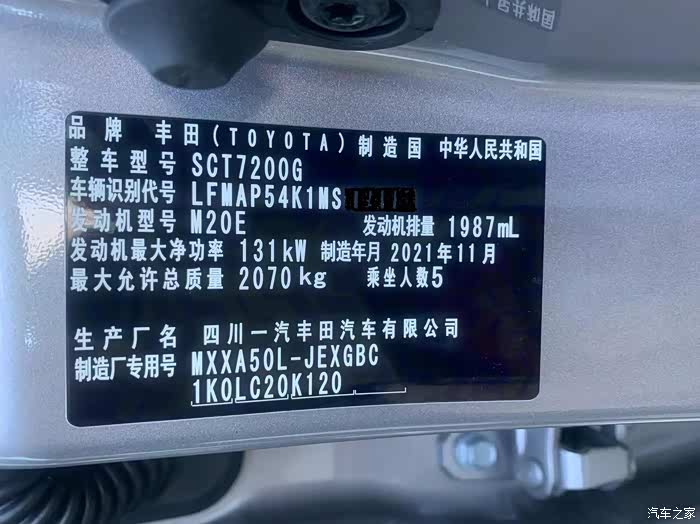 品牌 丰田(TOYOTA) 制造国 中华人民共和国
整车型号 SCT7200G
车辆识别代号 LFMAP54K1MS
发动机型号 M20E 发动机排量 1987mL
发动机最大净功率 131kW 制造年月 2021年11月
最大允许总质量 2070kg 乘坐人数5
生产厂名 四川一汽丰田汽车有限公司
制造厂专用号 MXXA50L-JEXGBC
1K0LC20K120
汽车之家